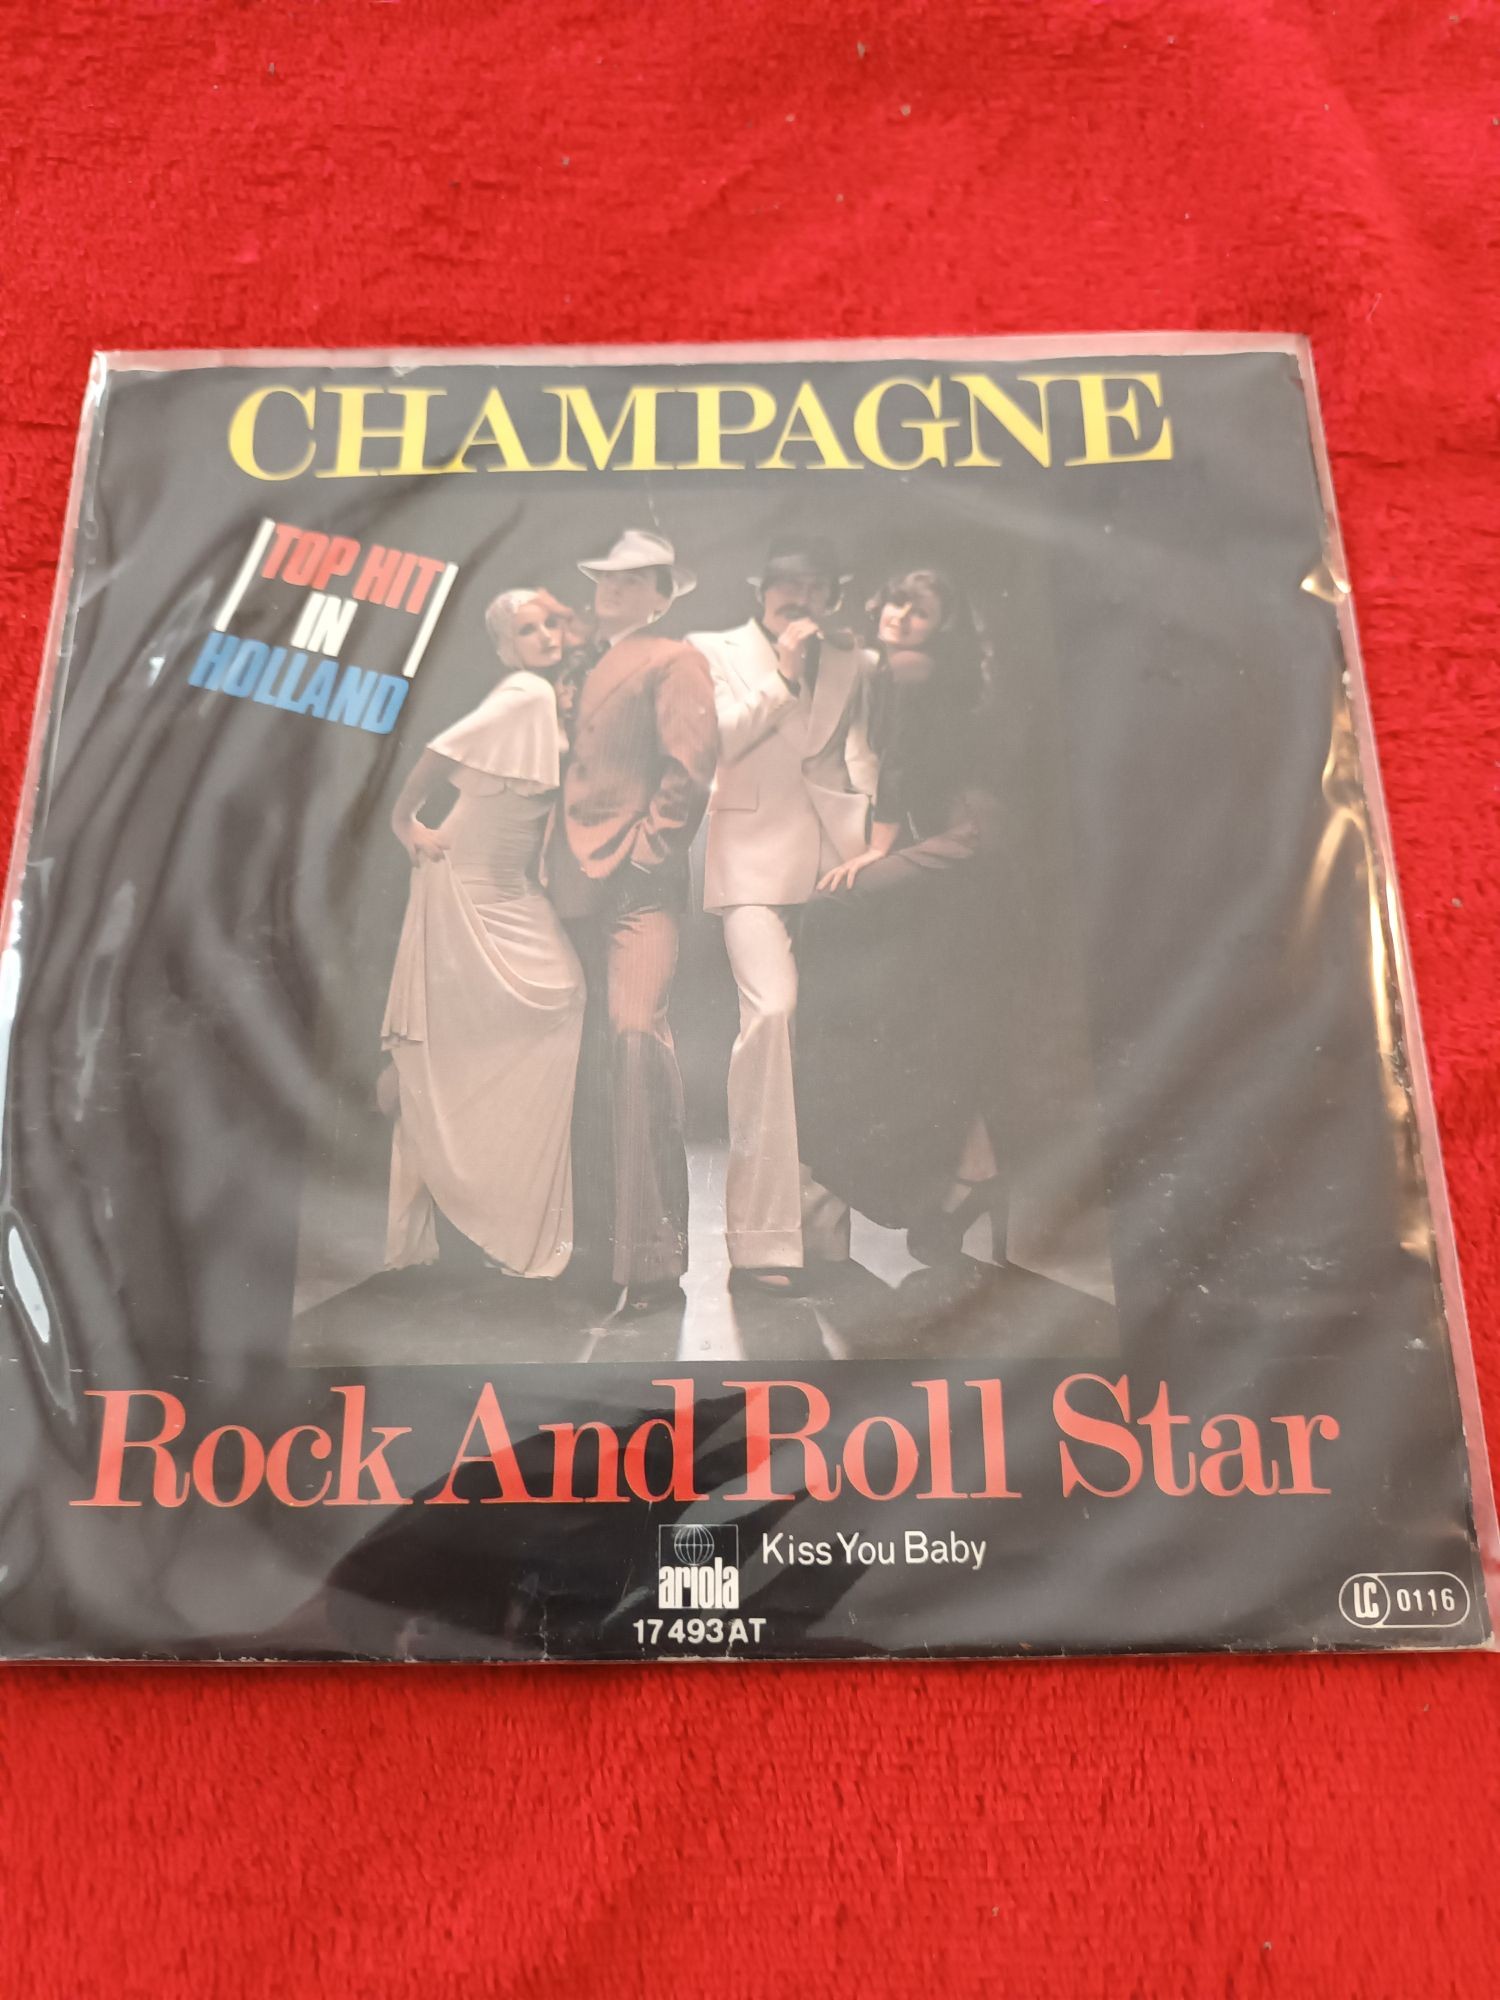 CHAMPAGNE
TOP HIT
IN
HOLLAND
Rock And Roll Star
Kiss You Baby
ariola
17 493 AT
LC 0116